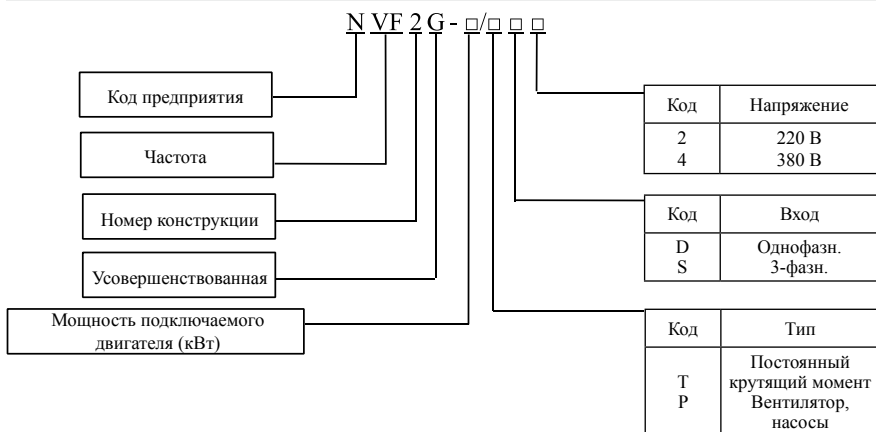 N VF 2 G - □/□ □ □
Код предприятия
Частота
Номер конструкции
Усовершенствованная
Мощность подключаемого
двигателя (кВт)
Код Напряжение
2 220 В
4 380 В
Код Вход
D Однофазн.
S 3-фазн.
Код Тип
Постоянный
T крутящий момент
P Вентилятор,
насосы